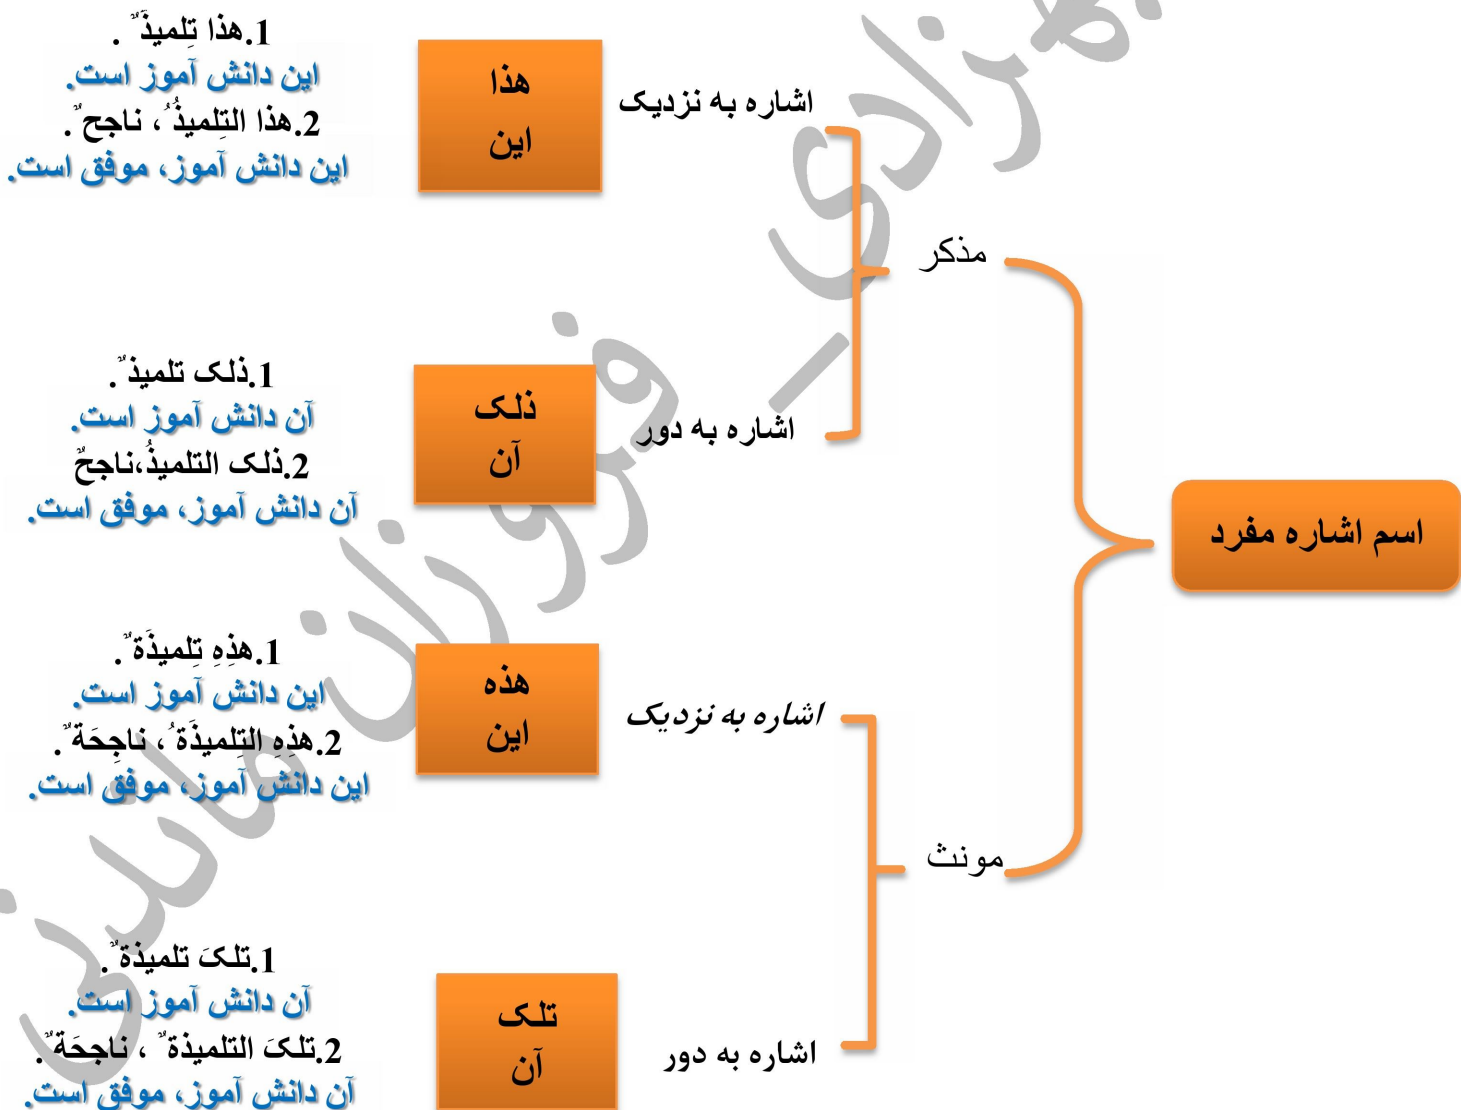 اسم اشاره مفرد
مذکر
اشاره به نزدیک
هذا
این
1.هذا تِلمیذَ ٌ .
این دانش آموز است.
2.هذا التِلمیذُ ُ، ناجح ٌ.
این دانش آموز، موفق است.
اشاره به دور
ذلک
آن
1.ذلک تلمیذ ٌ.
آن دانش آموز است.
2.ذلک التلمیذُ،ناجحٌ
آن دانش آموز، موفق است.
مونث
اشاره به نزدیک
هذه
این
1.هذِهِ تِلمیذَة ٌ.
این دانش آموز است.
2.هذِهِ التِلمیذَة ُ، ناجِحَة ٌ.
این دانش آموز، موفق است.
اشاره به دور
تلک
آن
1.تلکَ تلمیذة ٌ.
آن دانش آموز است.
2.تلکَ التلمیذة ٌ ، ناجحَة ٌ.
آن دانش آموز، موفق است.